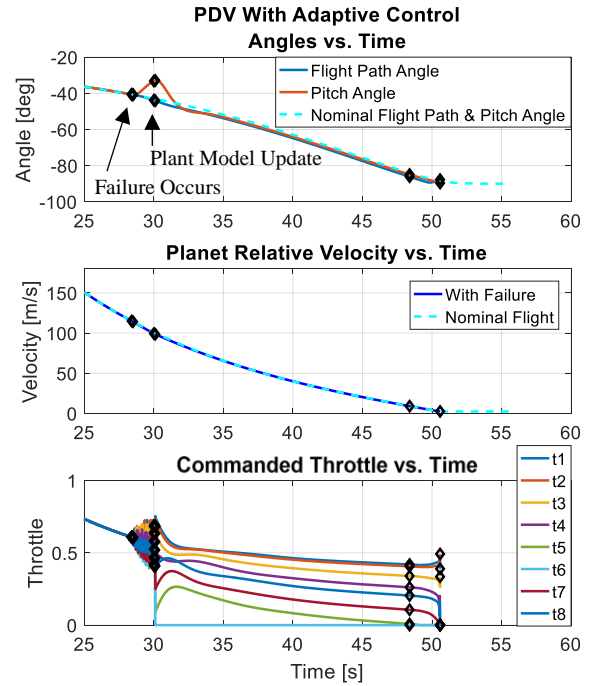 PDV With Adaptive Control
Angles vs. Time
-20
-40
-60
-80
-100
Angle [deg]
Flight Path Angle
Pitch Angle
Nominal Flight Path & Pitch Angle
Plant Model Update
Failure Occurs
25 30 35 40 45 50 55 60
Planet Relative Velocity vs. Time
150
100
50
0
Velocity [m/s]
With Failure
Nominal Flight
25 30 35 40 45 50 55 60
Commanded Throttle vs. Time
1
0.5
0
Throttle
t1
t2
t3
t4
t5
t6
t7
t8
25 30 35 40 45 50 55 60
Time [s]